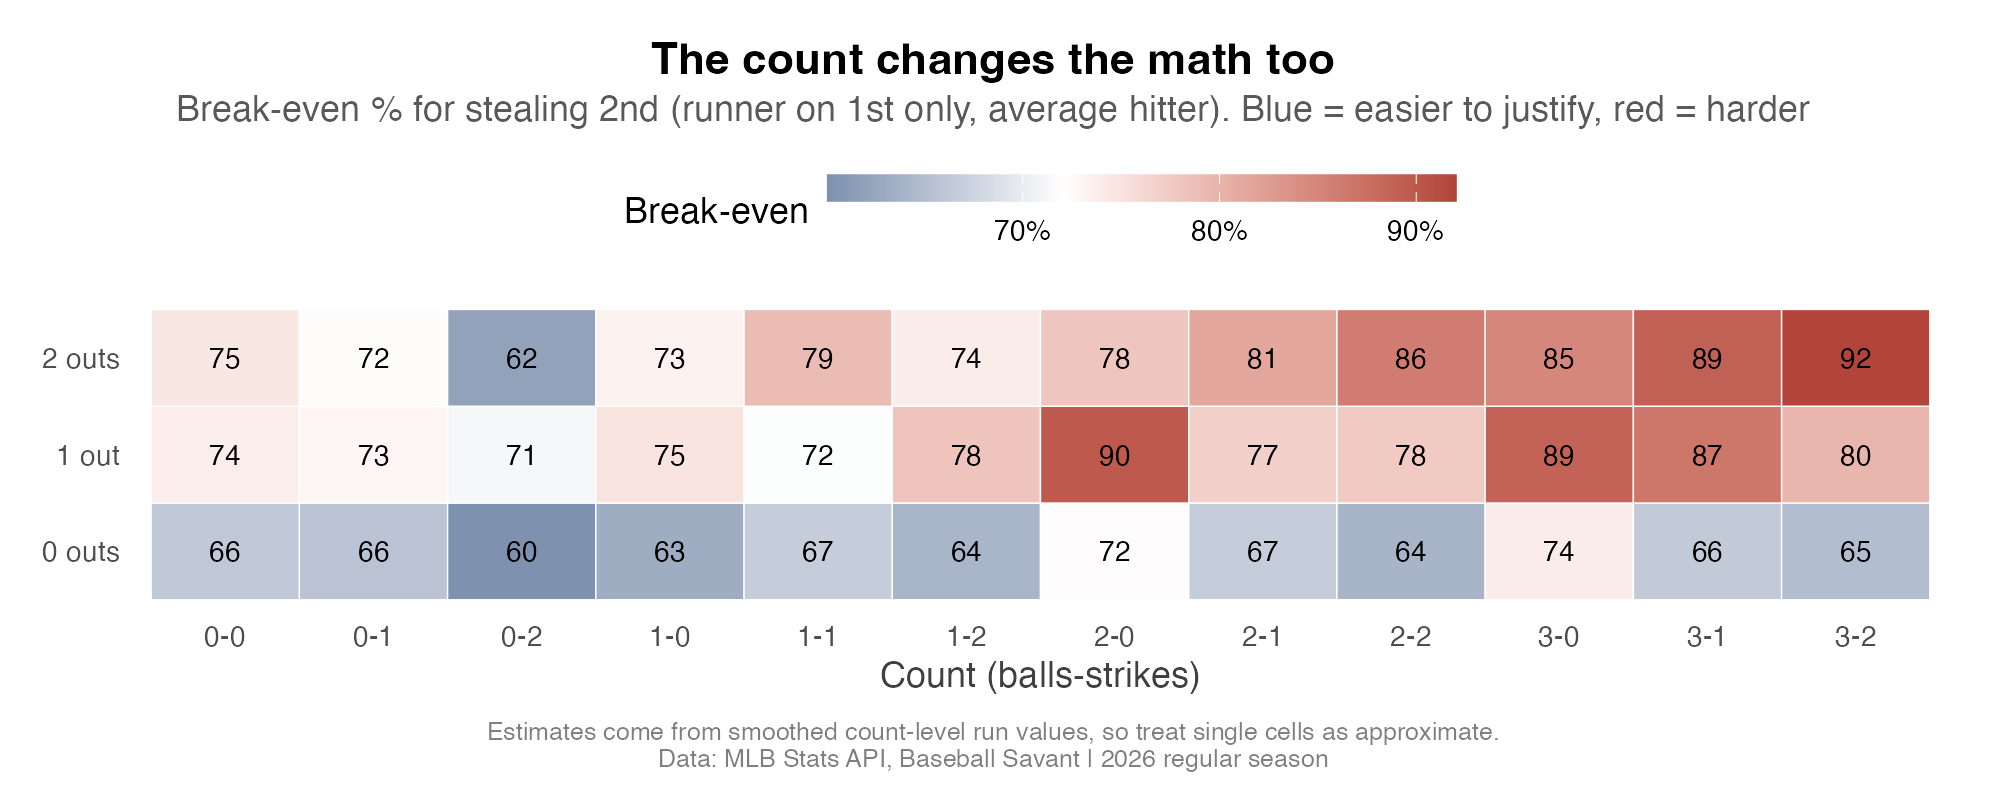 The count changes the math too
Break-even % for stealing 2nd (runner on 1st only, average hitter). Blue = easier to justify, red = harder
Break-even
70% 80% 90%
2 outs 75 72 62 73 79 74 78 81 86 85 89 92
1 out 74 73 71 75 72 78 90 77 78 89 87 80
0 outs 66 66 60 63 67 64 72 67 64 74 66 65
0-0 0-1 0-2 1-0 1-1 1-2 2-0 2-1 2-2 3-0 3-1 3-2
Count (balls-strikes)
Estimates come from smoothed count-level run values, so treat single cells as approximate.
Data: MLB Stats API, Baseball Savant | 2026 regular season